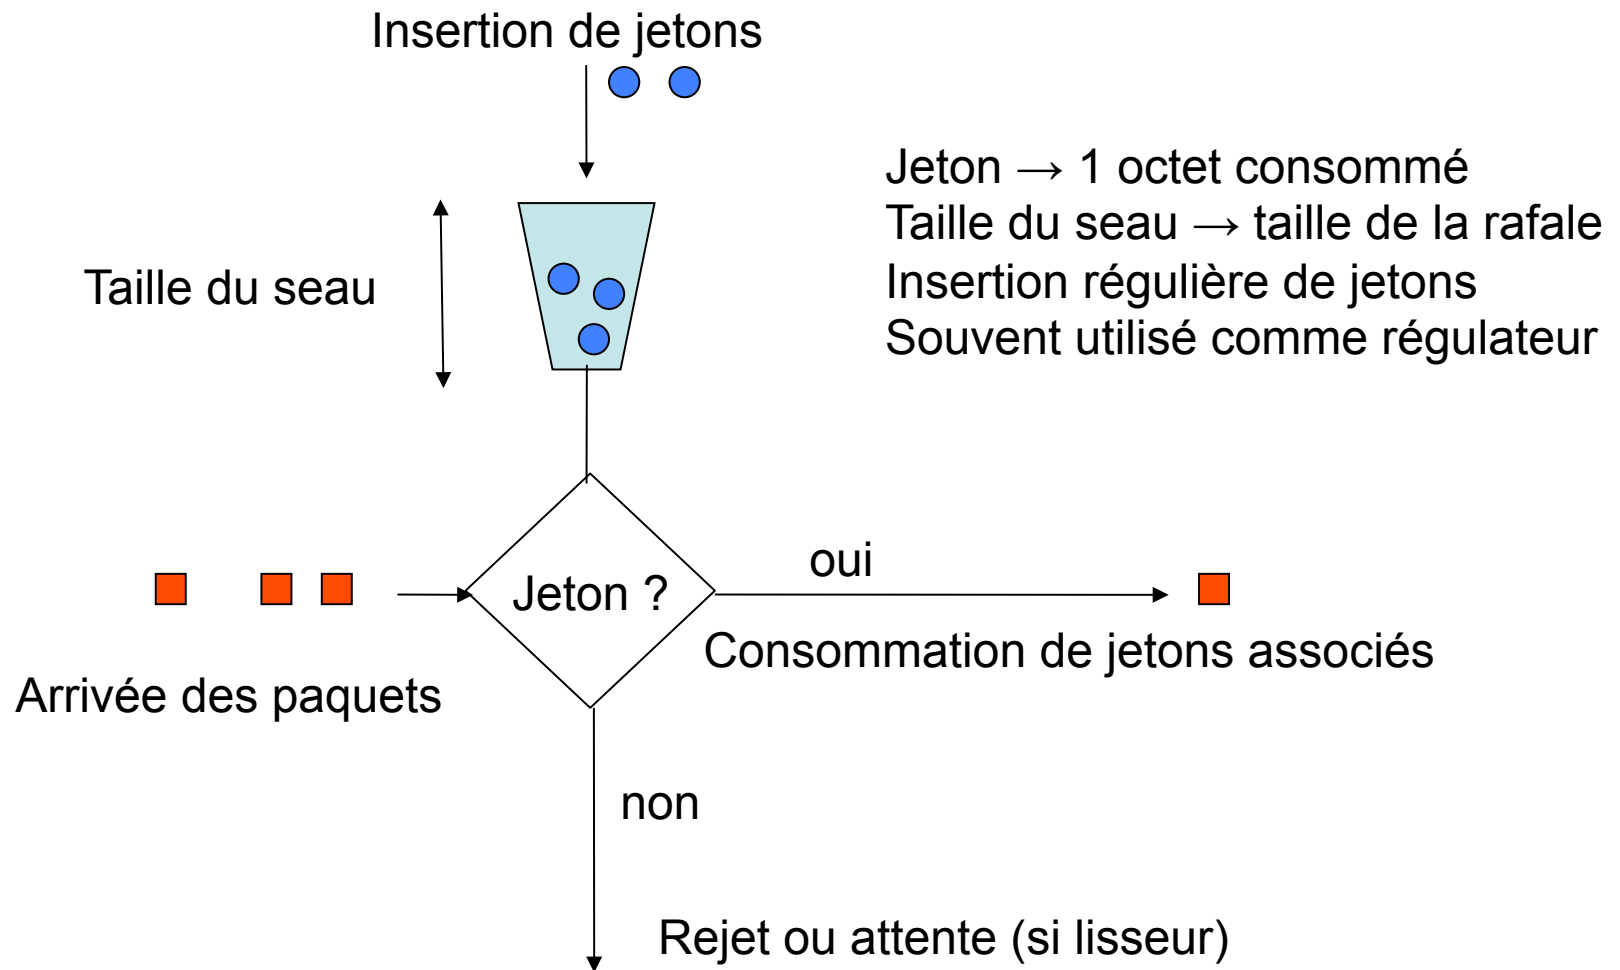 Insertion de jetons
Jeton → 1 octet consommé
Taille du seau → taille de la rafale
Insertion régulière de jetons
Souvent utilisé comme régulateur
Taille du seau
oui
Jeton ?
Consommation de jetons associés
Arrivée des paquets
non
Rejet ou attente (si lisseur)